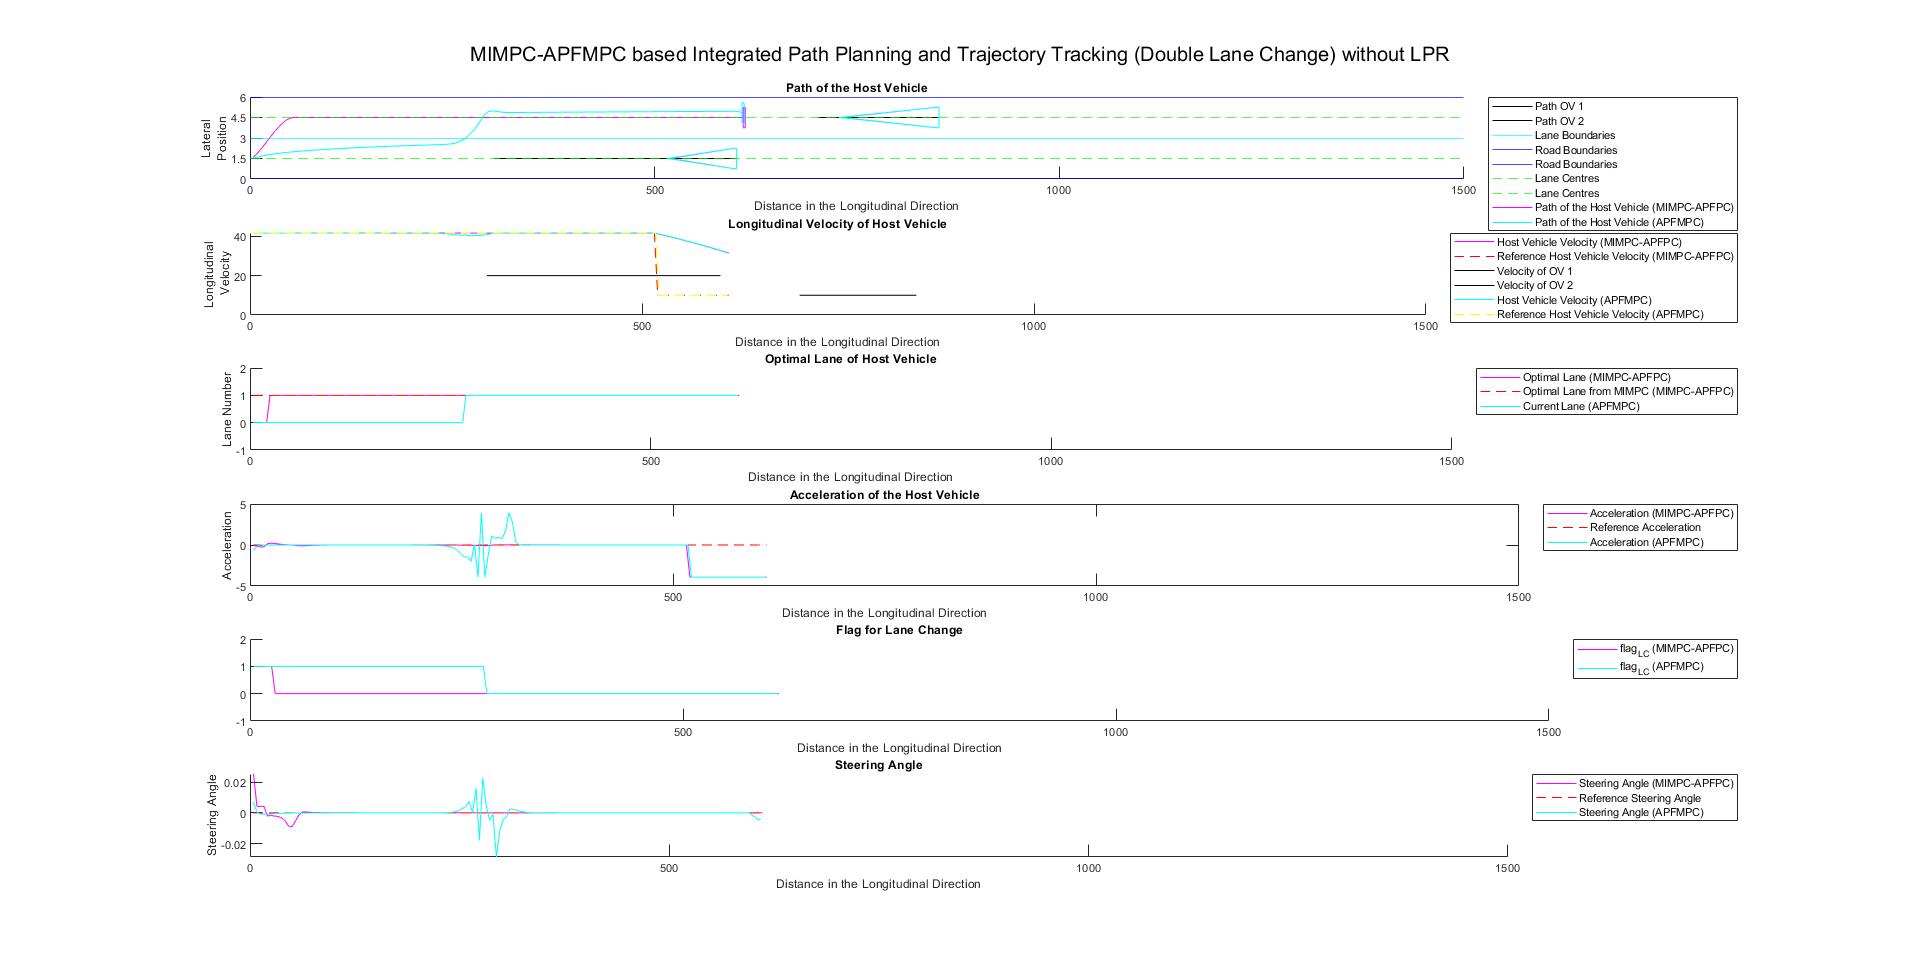 MIMPC-APFMPC based Integrated Path Planning and Trajectory Tracking (Double Lane Change) without LPR
Path of the Host Vehicle
Lateral
Position
6
4.5
3
1.5
0
0
500
1000
1500
Distance in the Longitudinal Direction
Path OV 1
Path OV 2
Lane Boundaries
Road Boundaries
Road Boundaries
Lane Centres
Lane Centres
Path of the Host Vehicle (MIMPC-APFPC)
Path of the Host Vehicle (APFMPC)
Longitudinal Velocity of Host Vehicle
Longitudinal
Velocity
40
20
0
0
500
1000
1500
Distance in the Longitudinal Direction
Host Vehicle Velocity (MIMPC-APFPC)
Reference Host Vehicle Velocity (MIMPC-APFPC)
Velocity of OV 1
Velocity of OV 2
Host Vehicle Velocity (APFMPC)
Reference Host Vehicle Velocity (APFMPC)
Optimal Lane of Host Vehicle
Lane Number
2
1
0
-1
0
500
1000
1500
Distance in the Longitudinal Direction
Optimal Lane (MIMPC-APFPC)
Optimal Lane from MIMPC (MIMPC-APFPC)
Current Lane (APFMPC)
Acceleration of the Host Vehicle
Acceleration
5
0
-5
0
500
1000
1500
Distance in the Longitudinal Direction
Acceleration (MIMPC-APFPC)
Reference Acceleration
Acceleration (APFMPC)
Flag for Lane Change
2
1
0
-1
0
500
1000
1500
Distance in the Longitudinal Direction
flag LC (MIMPC-APFPC)
flag LC (APFMPC)
Steering Angle
Steering Angle
0.02
0
-0.02
0
500
1000
1500
Distance in the Longitudinal Direction
Steering Angle (MIMPC-APFPC)
Reference Steering Angle
Steering Angle (APFMPC)